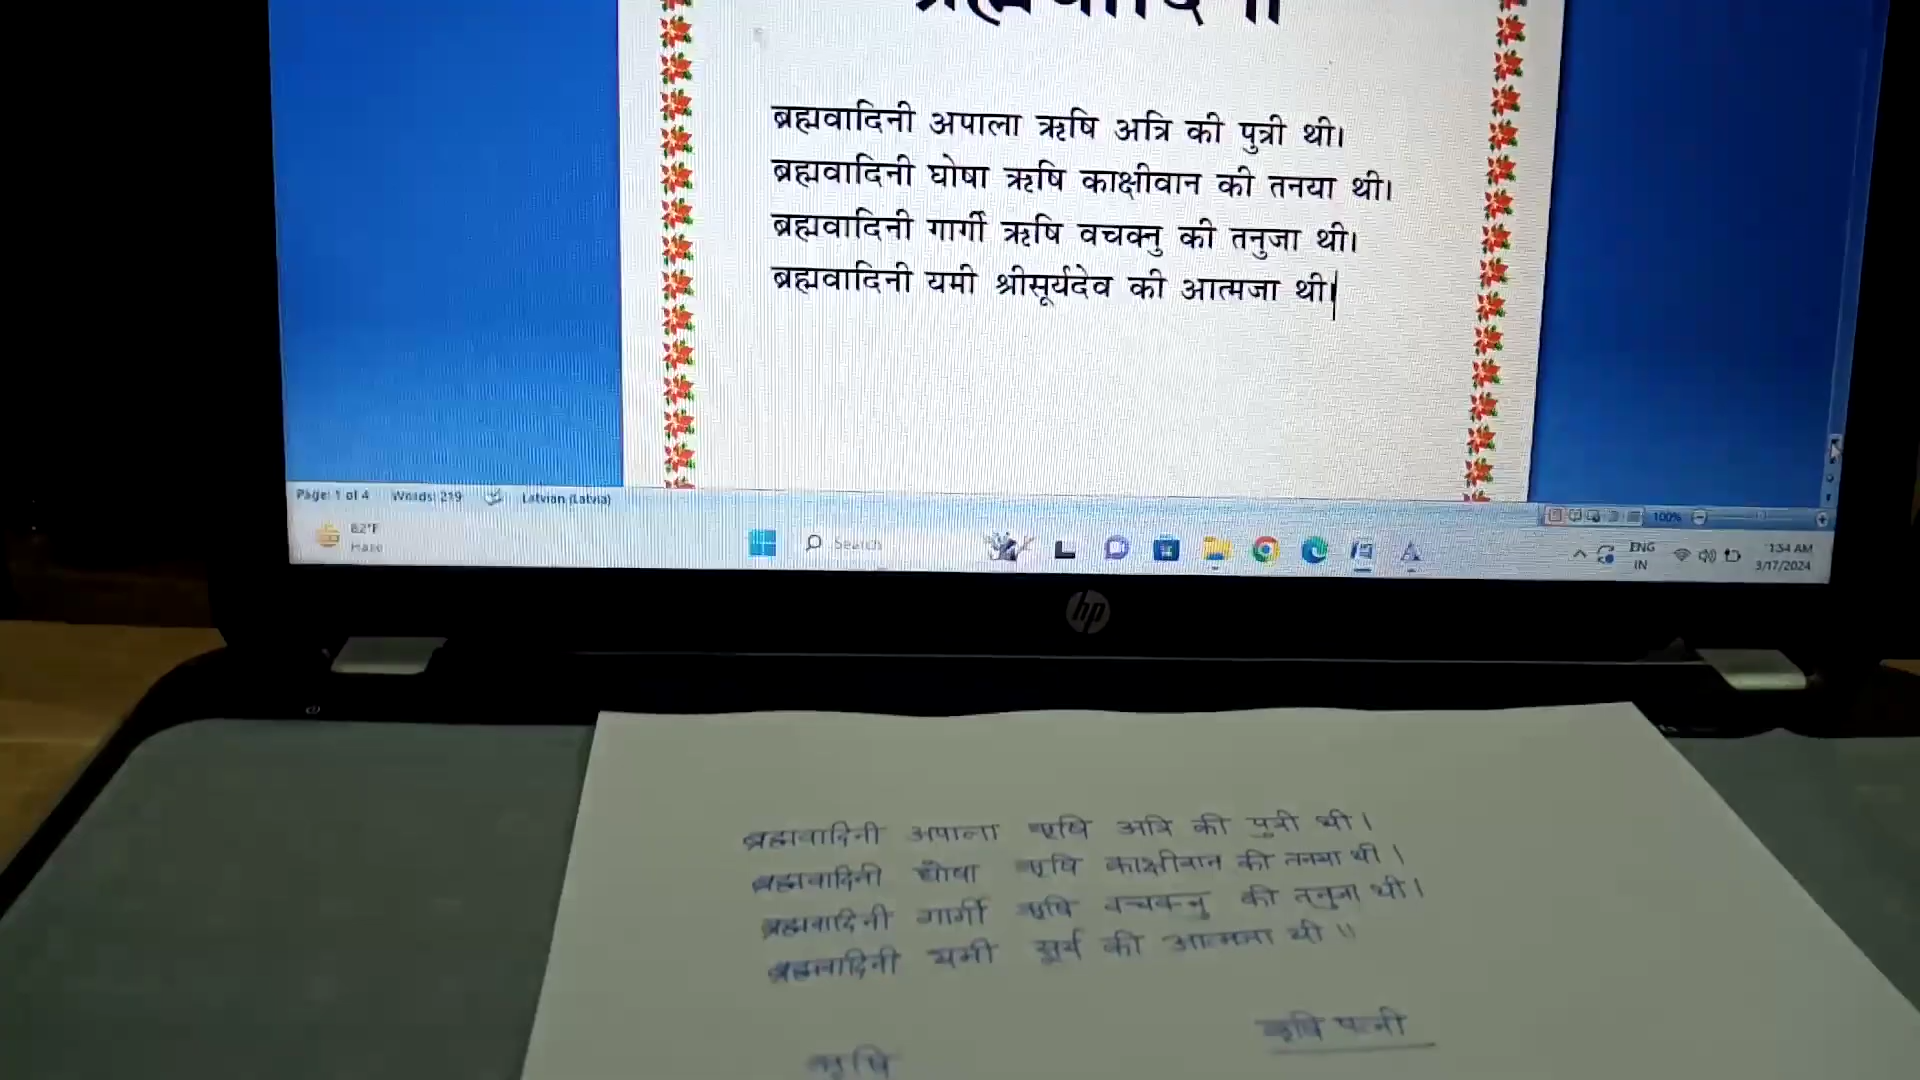 ब्रह्मवादिनी
ब्रह्मवादिनी अपाला ऋषि अत्रि की पुत्री थी।
ब्रह्मवादिनी घोषा ऋषि काक्षीवान की तनया थी।
ब्रह्मवादिनी गार्गी ऋषि वचक्नु की तनुजा थी।
ब्रह्मवादिनी यमी श्रीसूर्यदेव की आत्मजा थी।
Page: 1 of 4 Words: 219 Latvian (Latvia) 100%
82°F
Haze
Search
ENG
IN
1:34 AM
3/17/2024
hp
ब्रह्मवादिनी अपाला ऋषि अत्रि की पुत्री थी।
ब्रह्मवादिनी घोषा ऋषि काक्षीवान की तनया थी।
ब्रह्मवादिनी गार्गी ऋषि वचक्नु की तनुजा थी।
ब्रह्मवादिनी यमी सूर्य की आत्मजा थी॥
ऋषि पत्नी
ऋषि